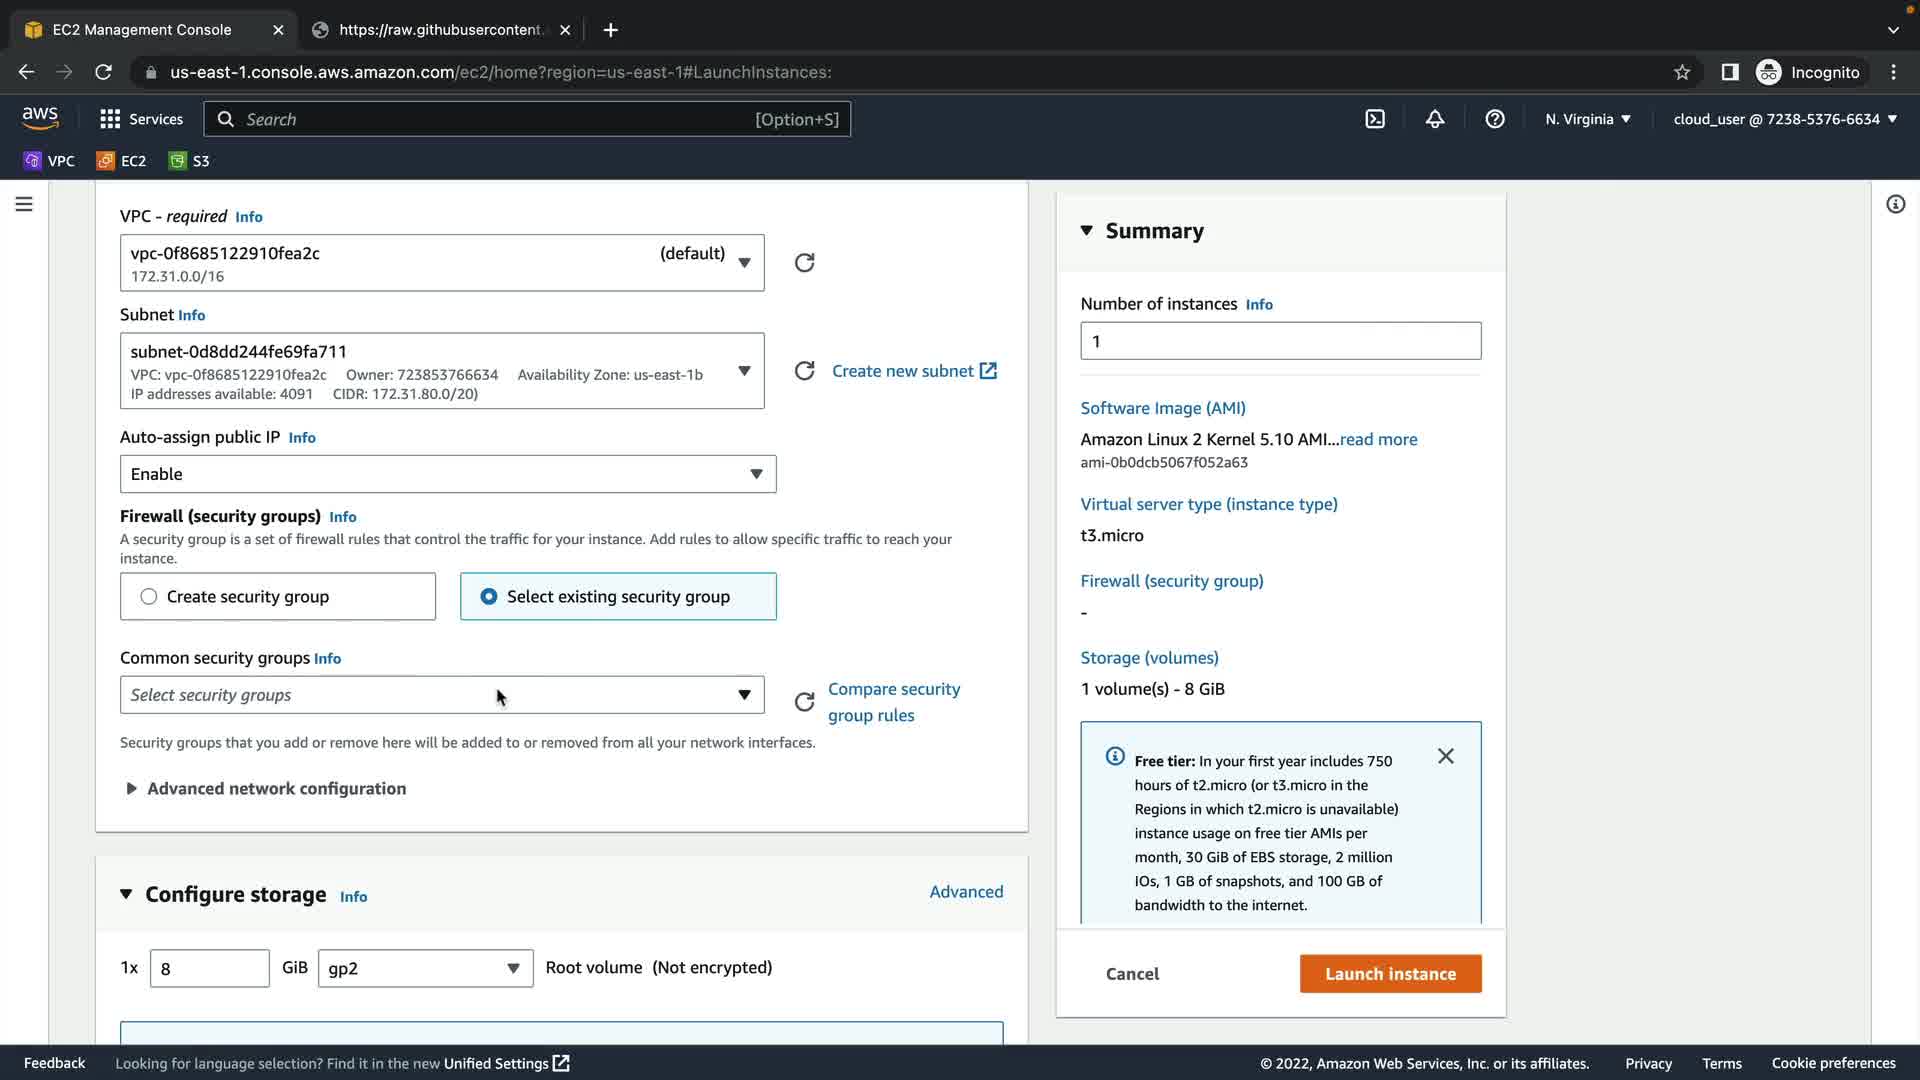 EC2 Management Console
https://raw.githubusercontent.
us-east-1.console.aws.amazon.com/ec2/home?region=us-east-1#LaunchInstances:
Incognito
aws
Services
Search
[Option+S]
N. Virginia
cloud_user @ 7238-5376-6634
VPC
EC2
S3
VPC - required Info
vpc-0f8685122910fea2c
(default)
172.31.0.0/16
Subnet Info
subnet-0d8dd244fe69fa711
VPC: vpc-0f8685122910fea2c Owner: 723853766634 Availability Zone: us-east-1b
IP addresses available: 4091 CIDR: 172.31.80.0/20)
Create new subnet
Auto-assign public IP Info
Enable
Firewall (security groups) Info
A security group is a set of firewall rules that control the traffic for your instance. Add rules to allow specific traffic to reach your
instance.
Create security group
Select existing security group
Common security groups Info
Select security groups
Compare security
group rules
Security groups that you add or remove here will be added to or removed from all your network interfaces.
Advanced network configuration
Configure storage Info
Advanced
1x 8 GiB gp2 Root volume (Not encrypted)
Summary
Number of instances Info
1
Software Image (AMI)
Amazon Linux 2 Kernel 5.10 AMI...read more
ami-0b0dcb5067f052a63
Virtual server type (instance type)
t3.micro
Firewall (security group)
-
Storage (volumes)
1 volume(s) - 8 GiB
Free tier: In your first year includes 750
hours of t2.micro (or t3.micro in the
Regions in which t2.micro is unavailable)
instance usage on free tier AMIs per
month, 30 GiB of EBS storage, 2 million
IOs, 1 GB of snapshots, and 100 GB of
bandwidth to the internet.
Cancel
Launch instance
Feedback
Looking for language selection? Find it in the new Unified Settings
© 2022, Amazon Web Services, Inc. or its affiliates.
Privacy
Terms
Cookie preferences